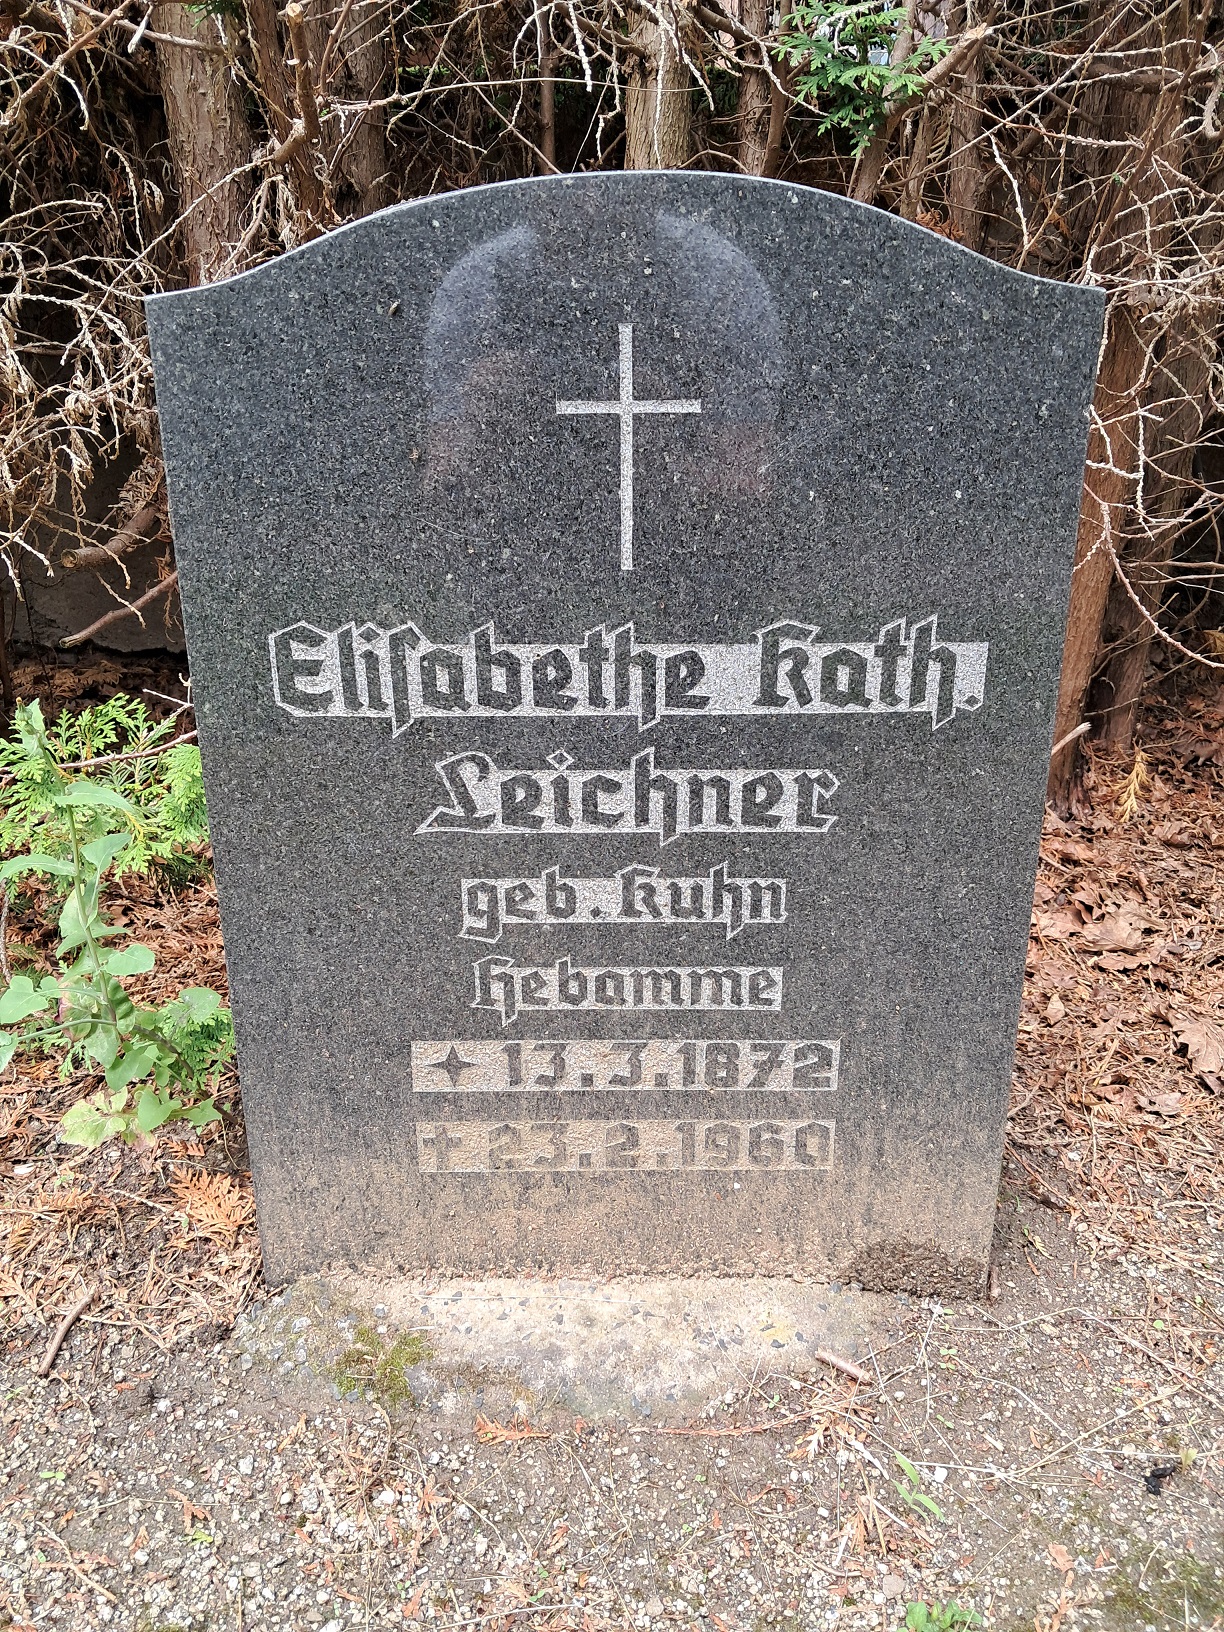 Eliſabethe Kath.
Leichner
geb. Kuhn
Hebamme
✦ 13.3.1872
✝ 23.2.1960